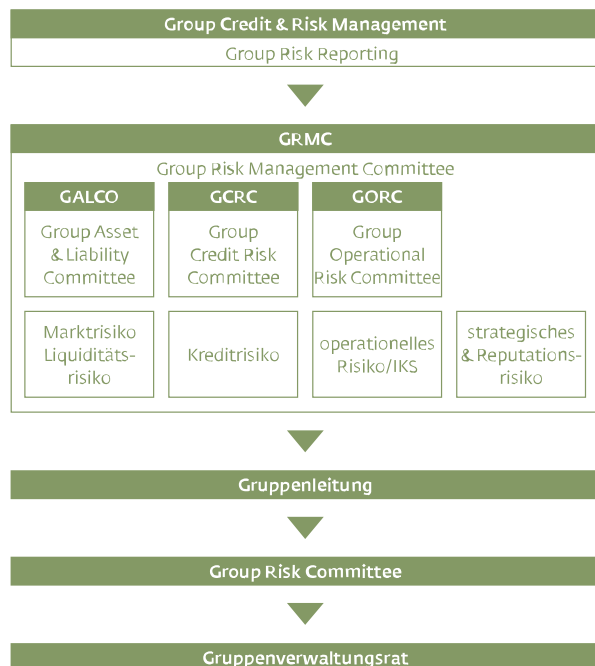 Group Credit & Risk Management
Group Risk Reporting
GRMC
Group Risk Management Committee
GALCO
Group Asset
& Liability
Committee
GCRC
Group
Credit Risk
Committee
GORC
Group
Operational
Risk Committee
Marktrisiko
Liquiditäts-
risiko
Kreditrisiko
operationelles
Risiko/IKS
strategisches
& Reputations-
risiko
Gruppenleitung
Group Risk Committee
Gruppenverwaltungsrat